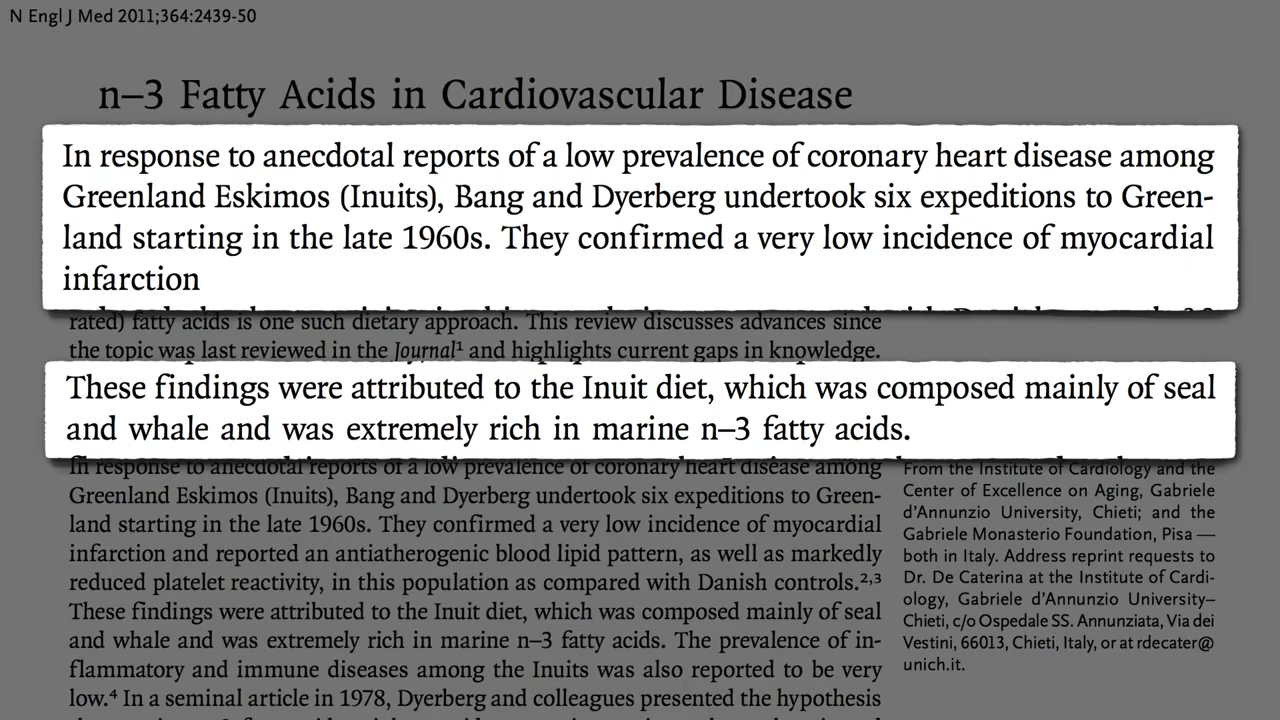 N Engl J Med 2011;364:2439-50
n–3 Fatty Acids in Cardiovascular Disease
In response to anecdotal reports of a low prevalence of coronary heart disease among
Greenland Eskimos (Inuits), Bang and Dyerberg undertook six expeditions to Green-
land starting in the late 1960s. They confirmed a very low incidence of myocardial
infarction
rated) fatty acids is one such dietary approach. This review discusses advances since
the topic was last reviewed in the Journal¹ and highlights current gaps in knowledge.
These findings were attributed to the Inuit diet, which was composed mainly of seal
and whale and was extremely rich in marine n–3 fatty acids.
In response to anecdotal reports of a low prevalence of coronary heart disease among
Greenland Eskimos (Inuits), Bang and Dyerberg undertook six expeditions to Green-
land starting in the late 1960s. They confirmed a very low incidence of myocardial
infarction and reported an antiatherogenic blood lipid pattern, as well as markedly
reduced platelet reactivity, in this population as compared with Danish controls.²,³
These findings were attributed to the Inuit diet, which was composed mainly of seal
and whale and was extremely rich in marine n–3 fatty acids. The prevalence of in-
flammatory and immune diseases among the Inuits was also reported to be very
low.⁴ In a seminal article in 1978, Dyerberg and colleagues presented the hypothesis
From the Institute of Cardiology and the
Center of Excellence on Aging, Gabriele
d'Annunzio University, Chieti; and the
Gabriele Monasterio Foundation, Pisa —
both in Italy. Address reprint requests to
Dr. De Caterina at the Institute of Cardi-
ology, Gabriele d'Annunzio University–
Chieti, c/o Ospedale SS. Annunziata, Via dei
Vestini, 66013, Chieti, Italy, or at rdecater@
unich.it.